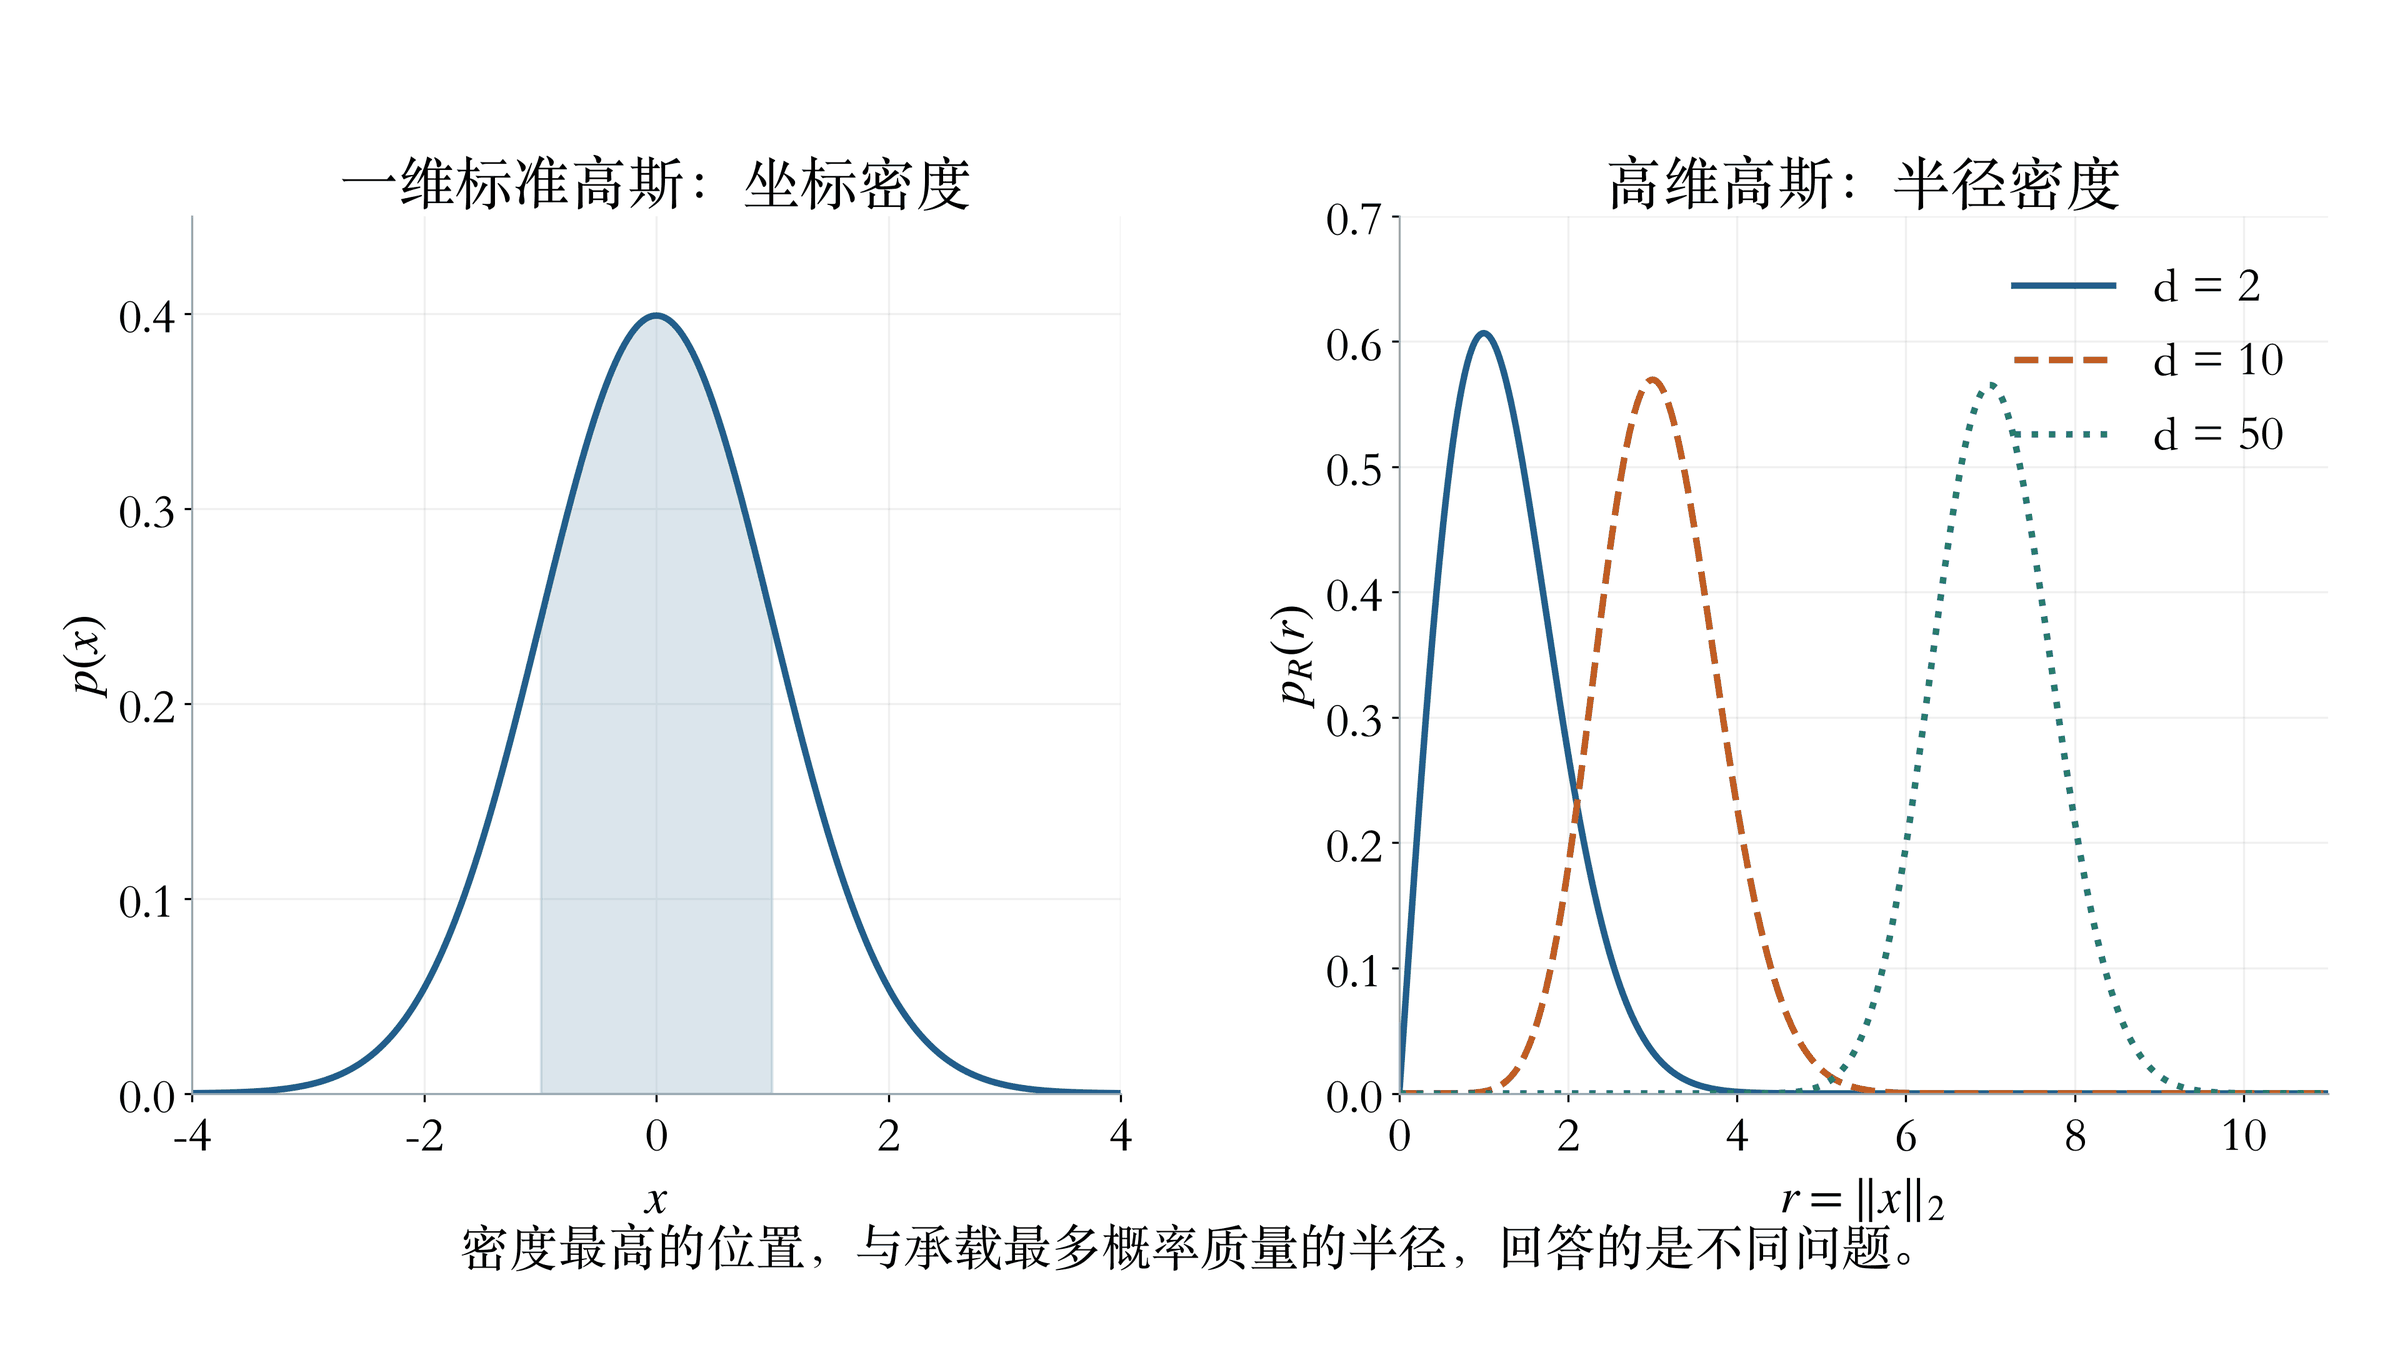 一维标准高斯：坐标密度
p(x)
0.4
0.3
0.2
0.1
0.0
-4 -2 0 2 4
x
高维高斯：半径密度
p_R(r)
0.7
0.6
0.5
0.4
0.3
0.2
0.1
0.0
d = 2
d = 10
d = 50
0 2 4 6 8 10
r = ‖x‖₂
密度最高的位置，与承载最多概率质量的半径，回答的是不同问题。